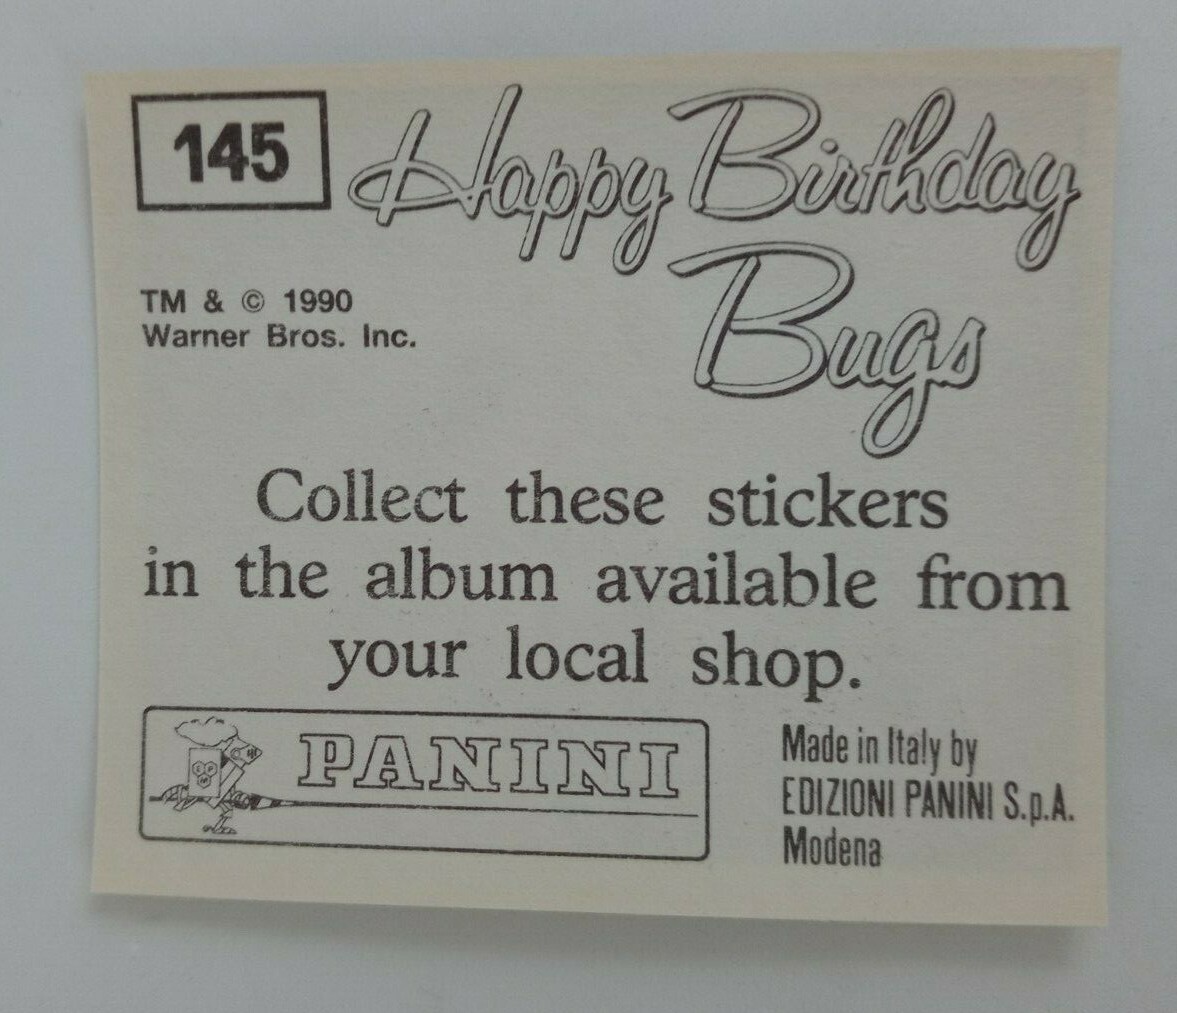 145
Happy Birthday
Bugs
TM & © 1990
Warner Bros. Inc.
Collect these stickers
in the album available from
your local shop.
PANINI
Made in Italy by
EDIZIONI PANINI S.p.A.
Modena